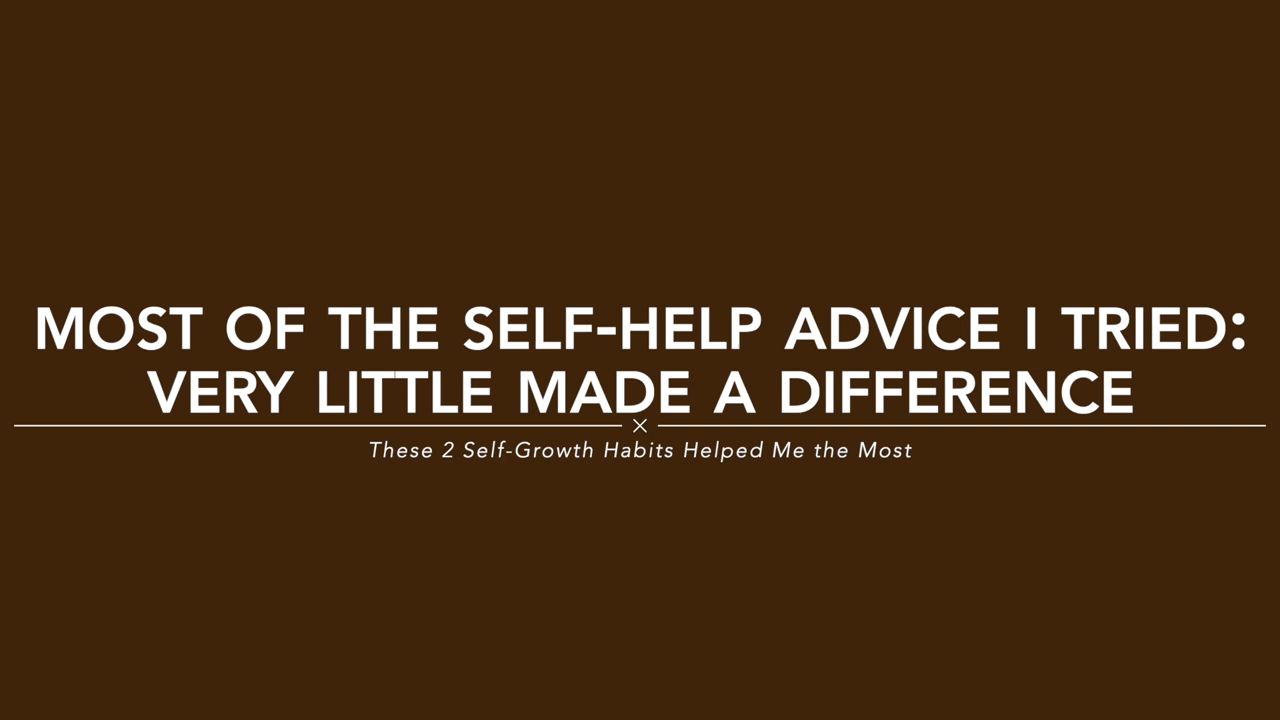 MOST OF THE SELF-HELP ADVICE I TRIED:
VERY LITTLE MADE A DIFFERENCE
These 2 Self-Growth Habits Helped Me the Most